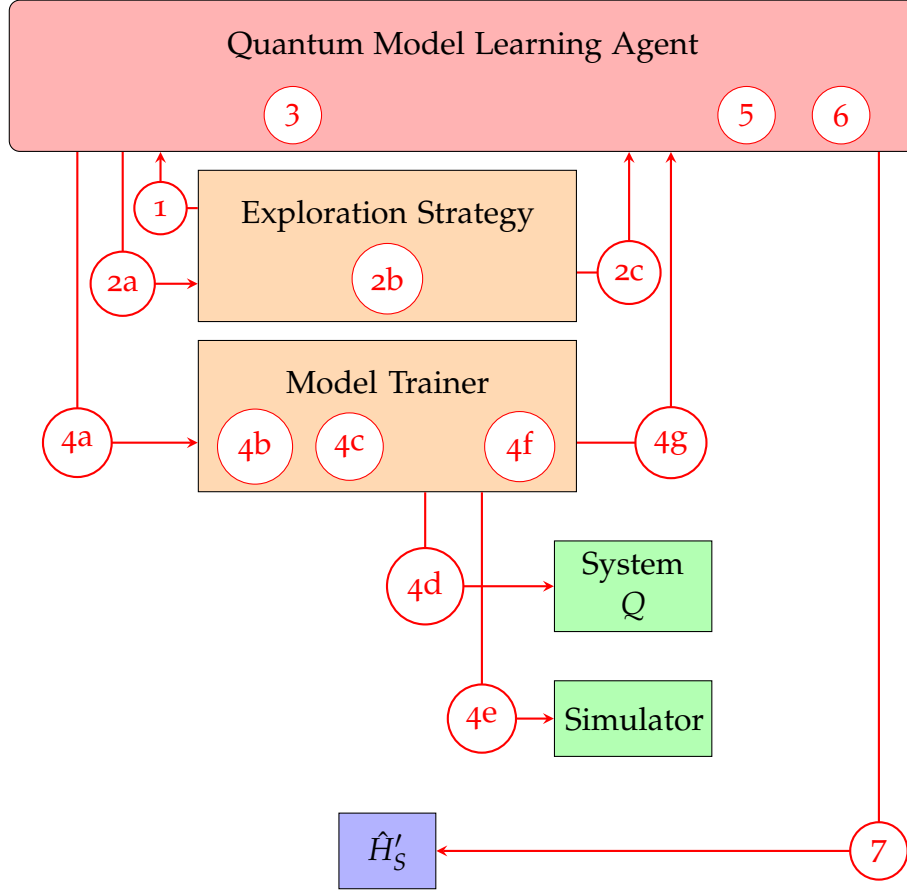 Quantum Model Learning Agent
3
5
6
1
Exploration Strategy
2a
2b
2c
Model Trainer
4a
4b
4c
4f
4g
4d
System
Q
4e
Simulator
Ĥ′_S
7